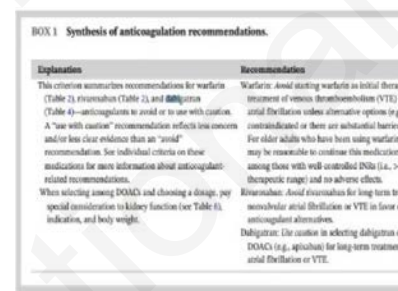 BOX 1 Synthesis of anticoagulation recommendations.
Explanation
This criterion summarizes recommendations for warfarin
(Table 2), rivaroxaban (Table 2), and dabigatran
(Table 4)—anticoagulants to avoid or to use with caution.
A "use with caution" recommendation reflects less concern
and/or less clear evidence than an "avoid"
recommendation. See individual criteria on these
medications for more information about anticoagulant-
related recommendations.
When selecting among DOACs and choosing a dosage, pay
special consideration to kidney function (see Table 6),
indication, and body weight.
Recommendation
Warfarin: Avoid starting warfarin as initial thera
treatment of venous thromboembolism (VTE)
atrial fibrillation unless alternative options (e.g
contraindicated or there are substantial barrier
For older adults who have been using warfarin
may be reasonable to continue this medication
among those with well-controlled INRs (i.e., >
therapeutic range) and no adverse effects.
Rivaroxaban: Avoid rivaroxaban for long-term tr
nonvalvular atrial fibrillation or VTE in favor o
anticoagulant alternatives.
Dabigatran: Use caution in selecting dabigatran o
DOACs (e.g., apixaban) for long-term treatmen
atrial fibrillation or VTE.